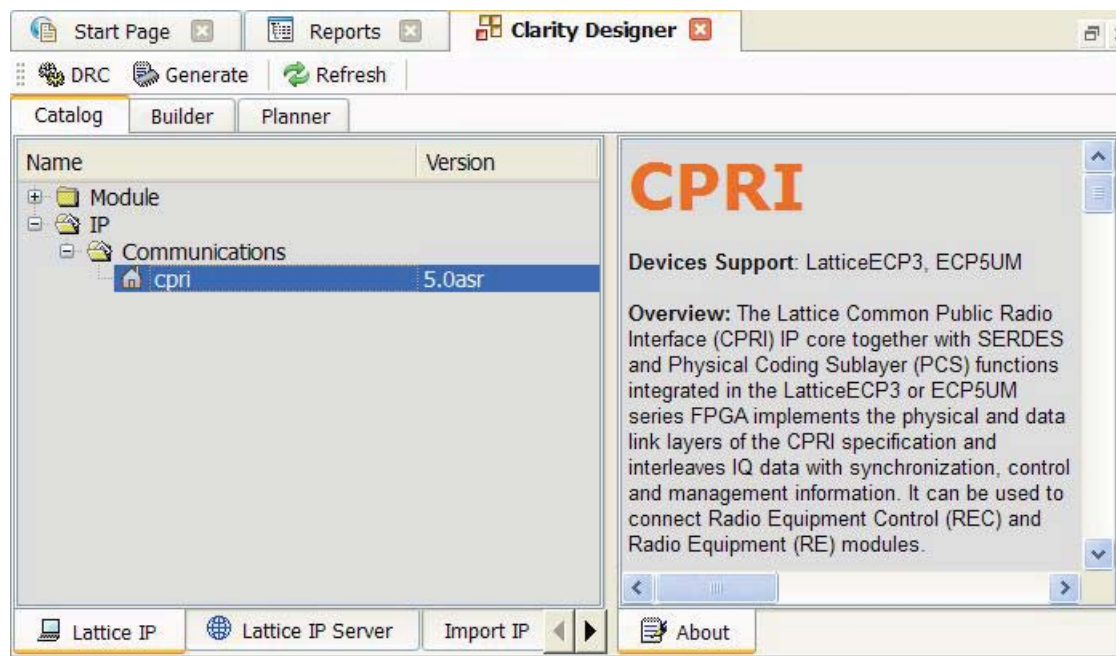 Start Page Reports Clarity Designer
DRC Generate Refresh
Catalog Builder Planner
Name Version
Module
IP
Communications
cpri 5.0asr
CPRI
Devices Support: LatticeECP3, ECP5UM
Overview: The Lattice Common Public Radio
Interface (CPRI) IP core together with SERDES
and Physical Coding Sublayer (PCS) functions
integrated in the LatticeECP3 or ECP5UM
series FPGA implements the physical and data
link layers of the CPRI specification and
interleaves IQ data with synchronization, control
and management information. It can be used to
connect Radio Equipment Control (REC) and
Radio Equipment (RE) modules.
Lattice IP Lattice IP Server Import IP About